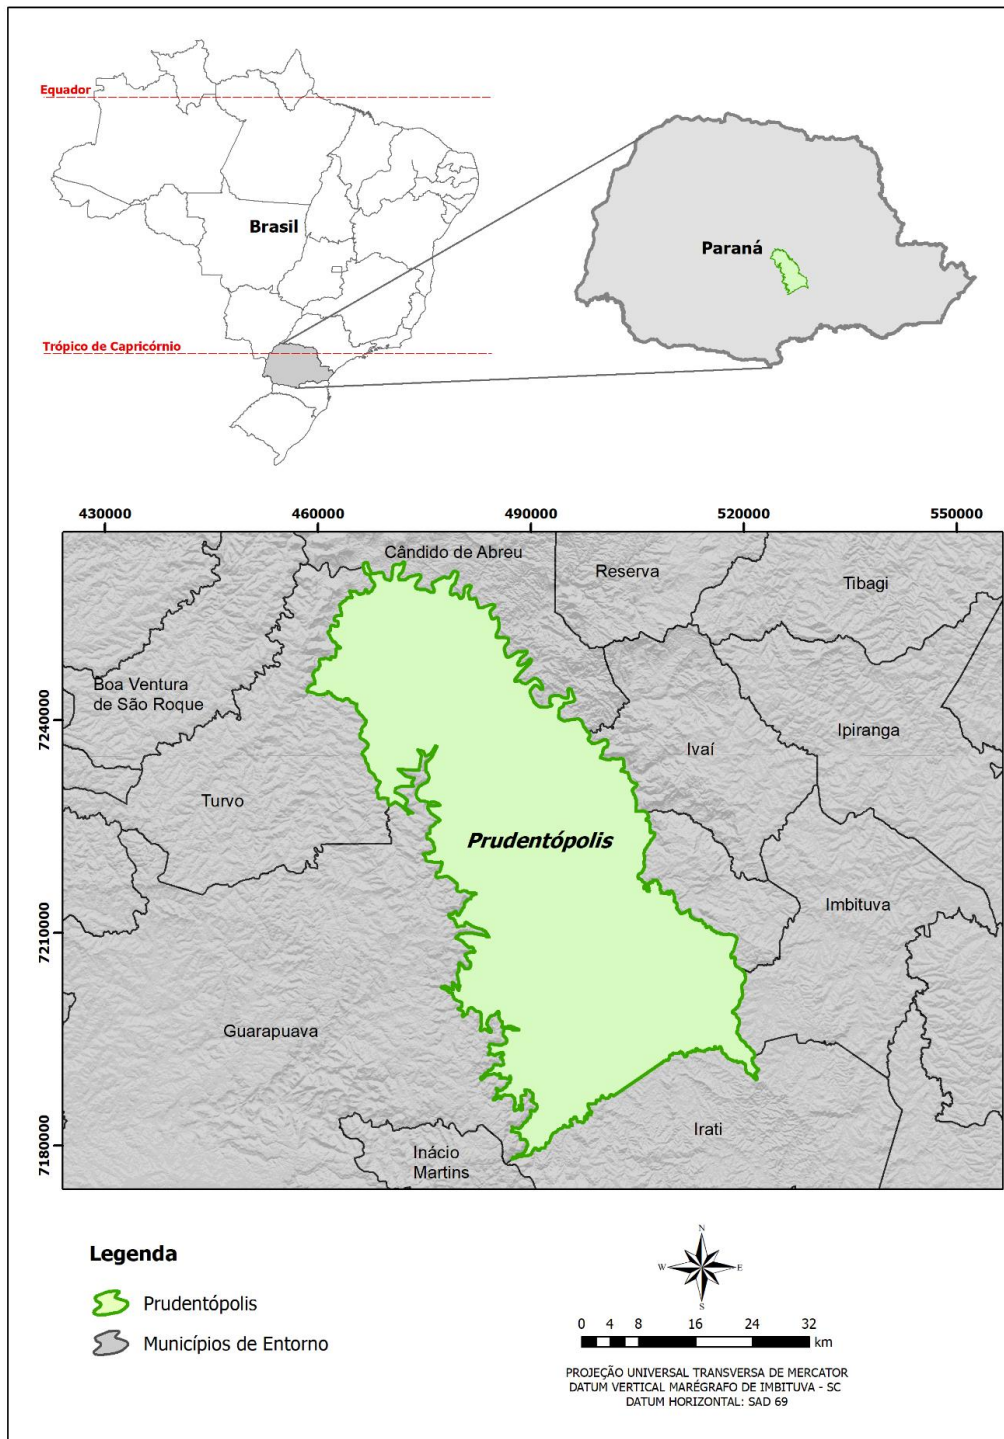 Equador
Brasil
Paraná
Trópico de Capricórnio
430000 460000 490000 520000 550000
Cândido de Abreu
Reserva
Tibagi
Boa Ventura
de São Roque
7240000
Ivaí
Ipiranga
Turvo
Prudentópolis
Imbituva
7210000
Guarapuava
Irati
7180000
Inácio
Martins
Legenda
Prudentópolis
Municípios de Entorno
N
W E
S
0 4 8 16 24 32
km
PROJEÇÃO UNIVERSAL TRANSVERSA DE MERCATOR
DATUM VERTICAL MARÉGRAFO DE IMBITUVA - SC
DATUM HORIZONTAL: SAD 69